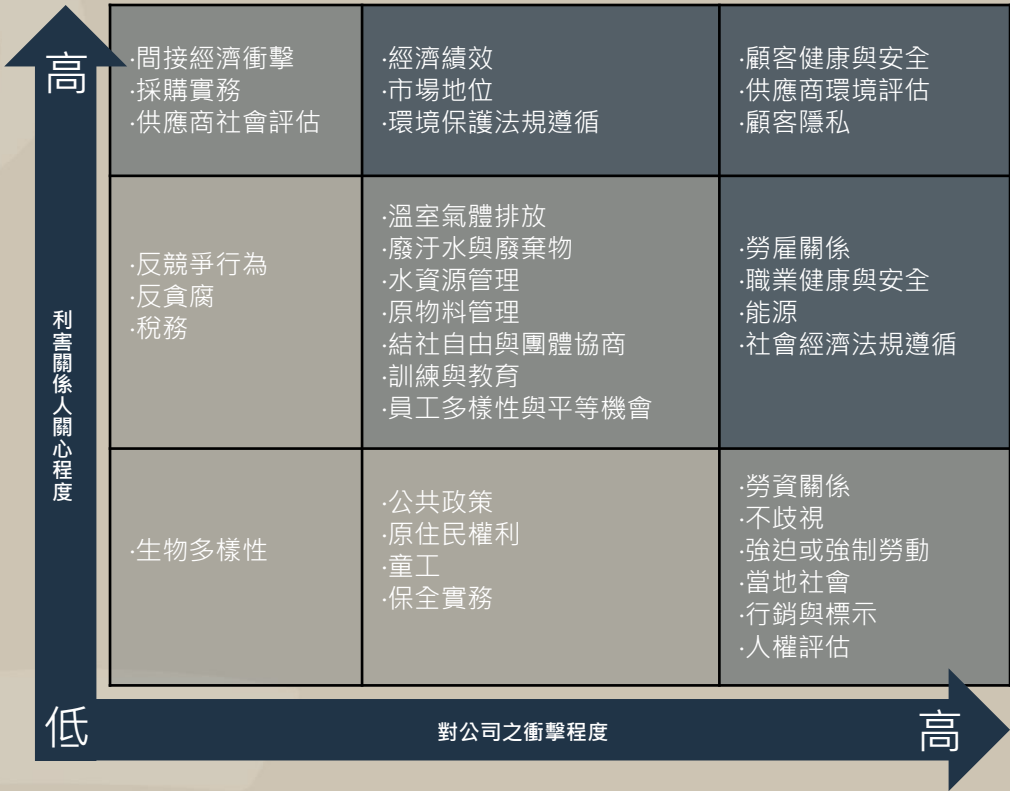 高
·間接經濟衝擊
·採購實務
·供應商社會評估
·經濟績效
·市場地位
·環境保護法規遵循
·顧客健康與安全
·供應商環境評估
·顧客隱私
利害關係人關心程度
·反競爭行為
·反貪腐
·稅務
·溫室氣體排放
·廢汙水與廢棄物
·水資源管理
·原物料管理
·結社自由與團體協商
·訓練與教育
·員工多樣性與平等機會
·勞雇關係
·職業健康與安全
·能源
·社會經濟法規遵循
·生物多樣性
·公共政策
·原住民權利
·童工
·保全實務
·勞資關係
·不歧視
·強迫或強制勞動
·當地社會
·行銷與標示
·人權評估
低
對公司之衝擊程度
高